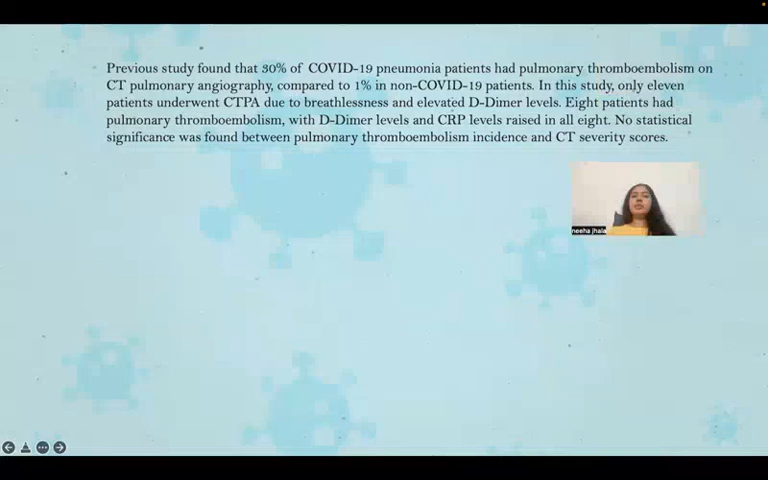 Previous study found that 30% of COVID-19 pneumonia patients had pulmonary thromboembolism on
CT pulmonary angiography, compared to 1% in non-COVID-19 patients. In this study, only eleven
patients underwent CTPA due to breathlessness and elevated D-Dimer levels. Eight patients had
pulmonary thromboembolism, with D-Dimer levels and CRP levels raised in all eight. No statistical
significance was found between pulmonary thromboembolism incidence and CT severity scores.
neeha jhala